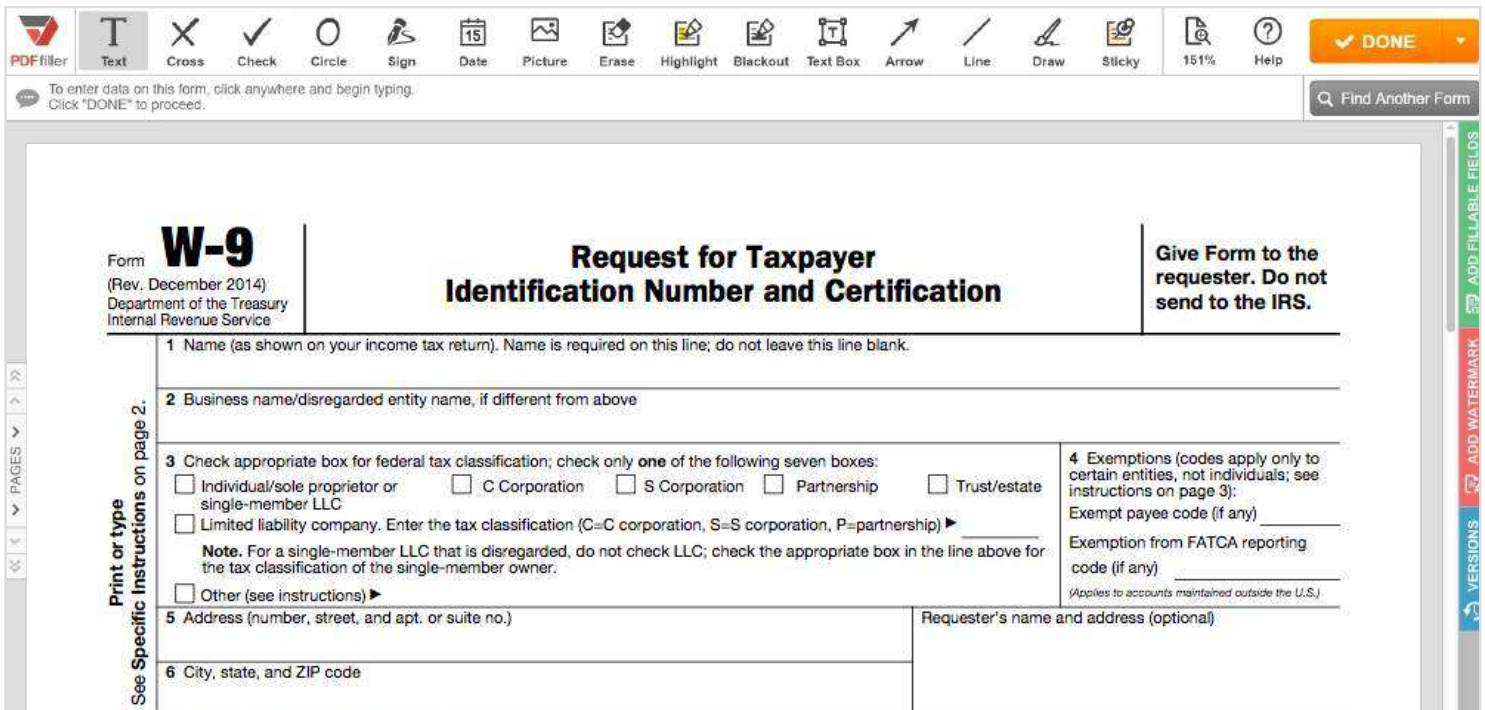 PDFfiller
Text
Cross
Check
Circle
Sign
15
Date
Picture
Erase
Highlight
Blackout
T
Text Box
Arrow
Line
Draw
Sticky
151%
?
Help
DONE
To enter data on this form, click anywhere and begin typing.
Click "DONE" to proceed.
Find Another Form
Form W-9
(Rev. December 2014)
Department of the Treasury
Internal Revenue Service
Request for Taxpayer
Identification Number and Certification
Give Form to the
requester. Do not
send to the IRS.
Print or type
See Specific Instructions on page 2.
1 Name (as shown on your income tax return). Name is required on this line; do not leave this line blank.
2 Business name/disregarded entity name, if different from above
3 Check appropriate box for federal tax classification; check only one of the following seven boxes:
Individual/sole proprietor or
single-member LLC
C Corporation
S Corporation
Partnership
Trust/estate
Limited liability company. Enter the tax classification (C=C corporation, S=S corporation, P=partnership) ▶
Note. For a single-member LLC that is disregarded, do not check LLC; check the appropriate box in the line above for
the tax classification of the single-member owner.
Other (see instructions) ▶
4 Exemptions (codes apply only to
certain entities, not individuals; see
instructions on page 3):
Exempt payee code (if any)
Exemption from FATCA reporting
code (if any)
(Applies to accounts maintained outside the U.S.)
5 Address (number, street, and apt. or suite no.)
Requester's name and address (optional)
6 City, state, and ZIP code
PAGES
ADD FILLABLE FIELDS
ADD WATERMARK
VERSIONS